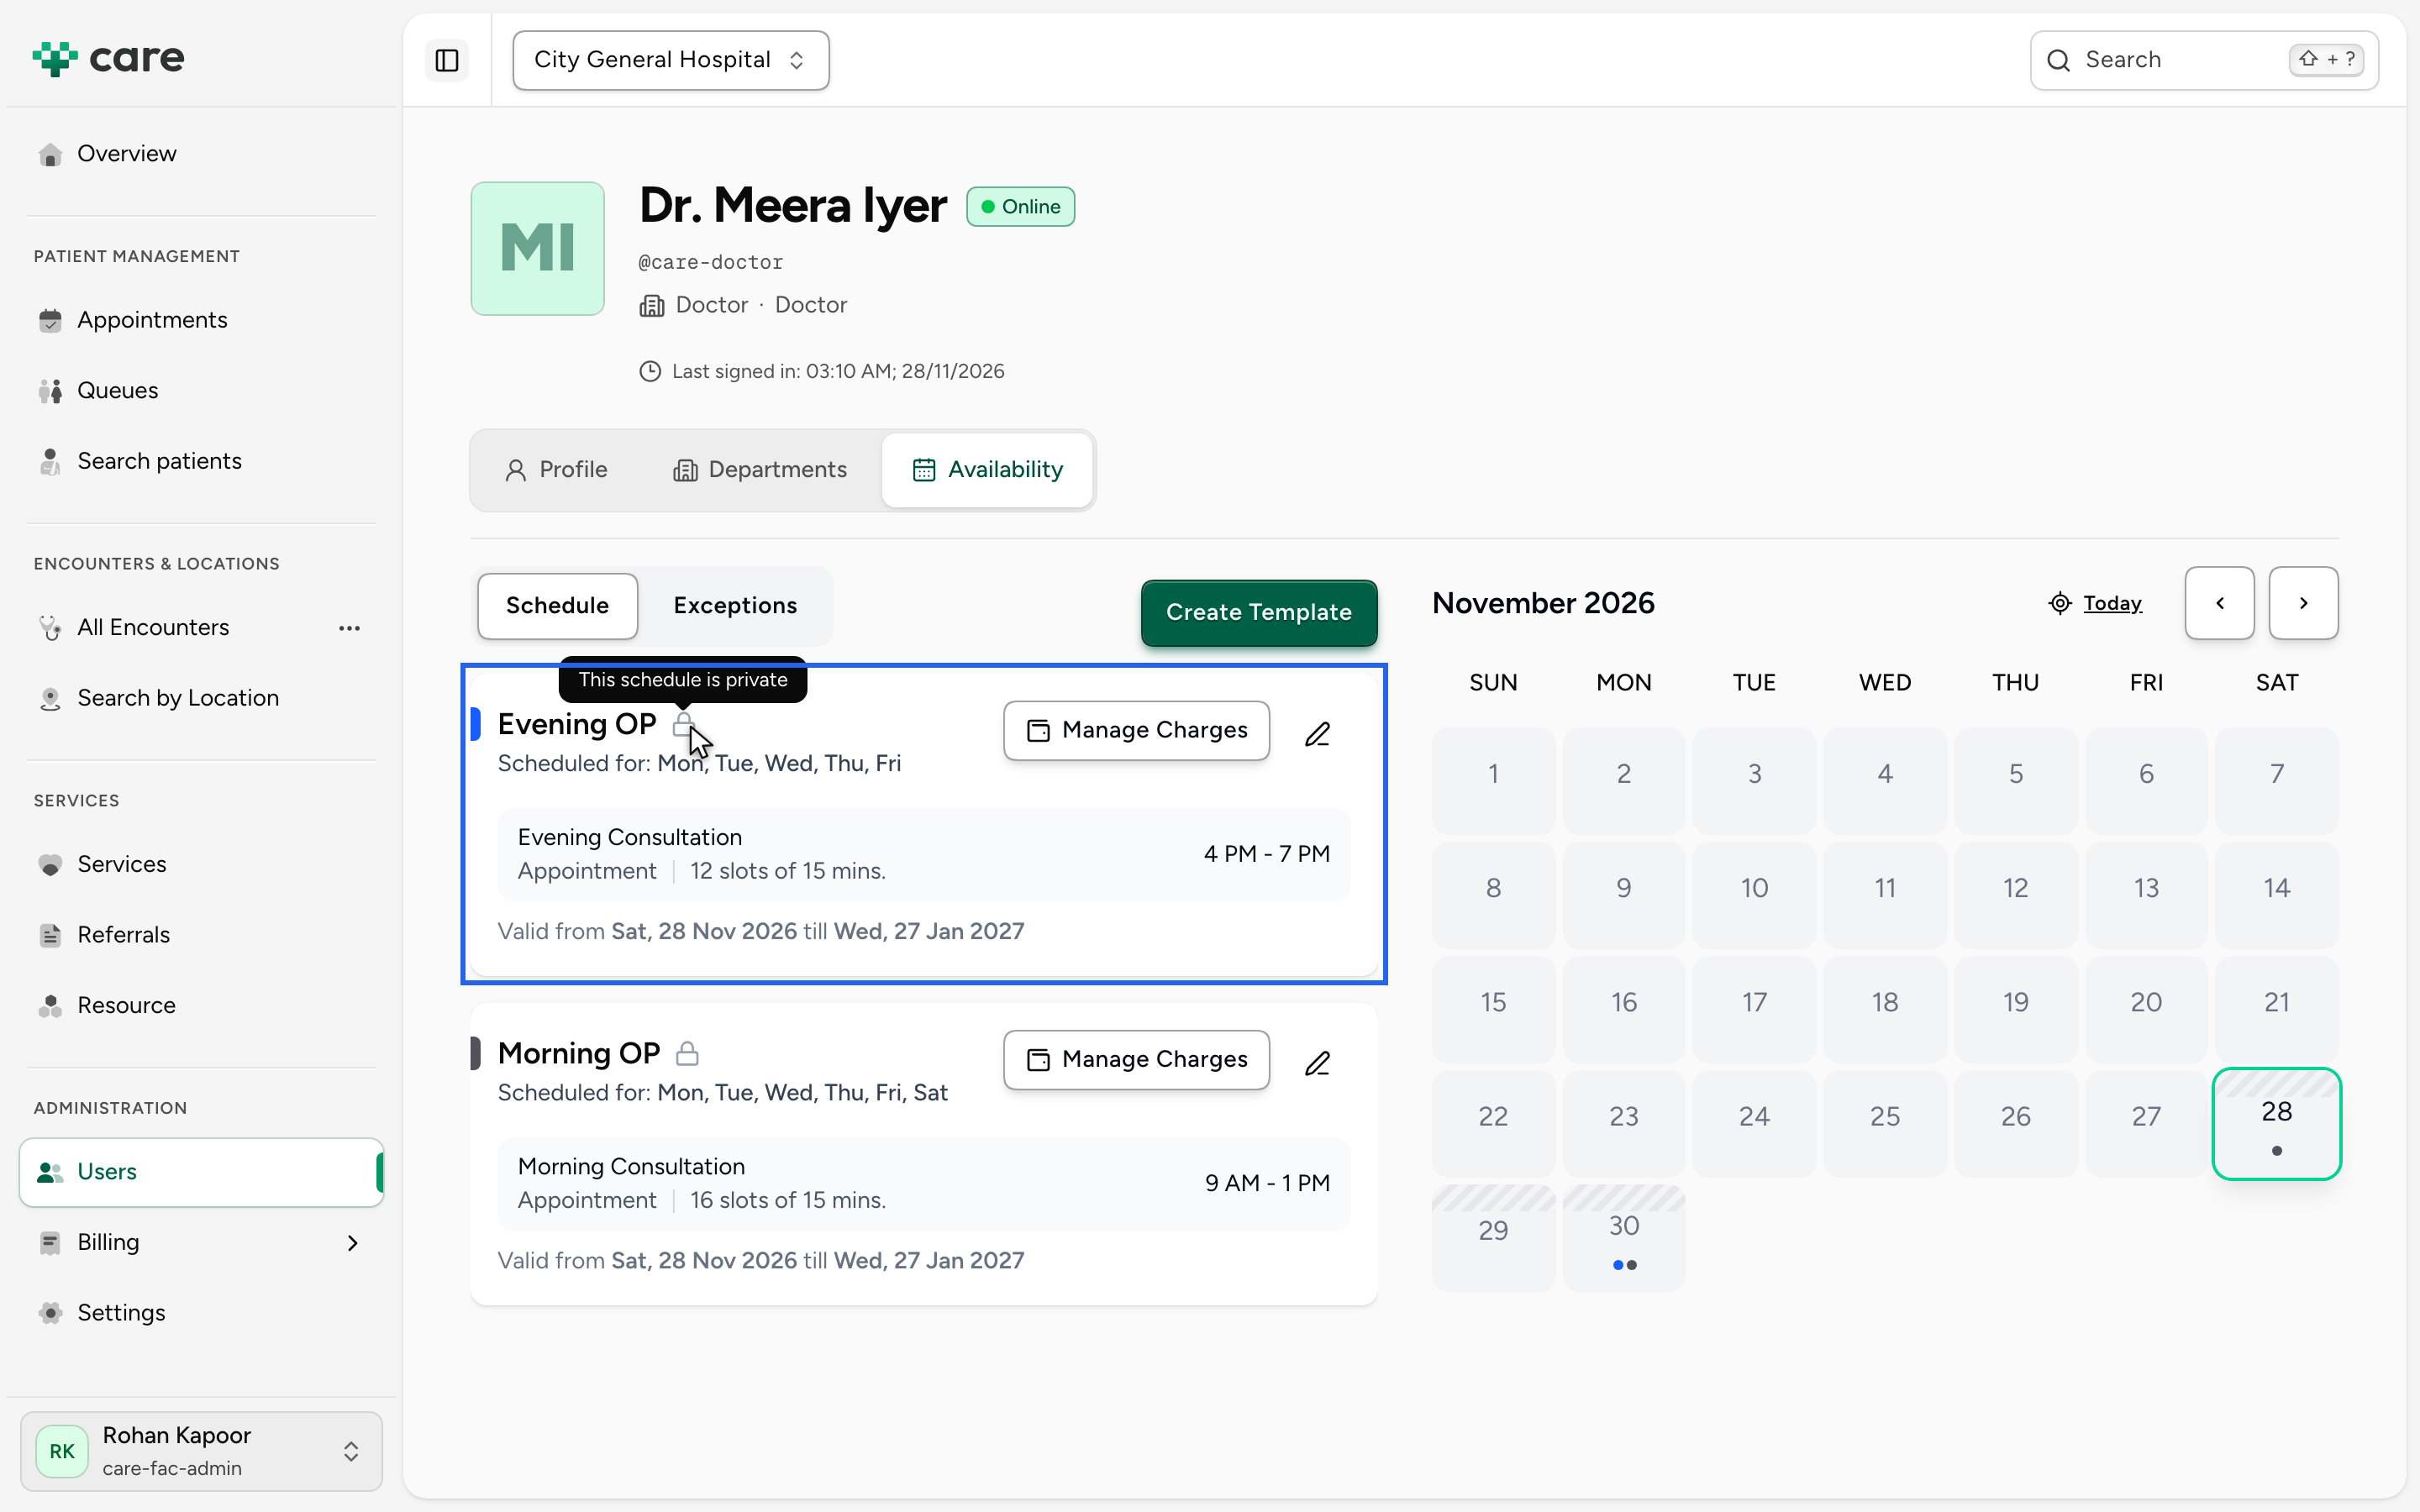 care
City General Hospital
Search
+ ?
Overview
PATIENT MANAGEMENT
Appointments
Queues
Search patients
ENCOUNTERS & LOCATIONS
All Encounters
Search by Location
SERVICES
Services
Referrals
Resource
ADMINISTRATION
Users
Billing
Settings
RK
Rohan Kapoor
care-fac-admin
MI
Dr. Meera Iyer
Online
@care-doctor
Doctor · Doctor
Last signed in: 03:10 AM; 28/11/2026
Profile
Departments
Availability
Schedule
Exceptions
Create Template
This schedule is private
Evening OP
Manage Charges
Scheduled for: Mon, Tue, Wed, Thu, Fri
Evening Consultation
Appointment | 12 slots of 15 mins.
4 PM - 7 PM
Valid from Sat, 28 Nov 2026 till Wed, 27 Jan 2027
Morning OP
Manage Charges
Scheduled for: Mon, Tue, Wed, Thu, Fri, Sat
Morning Consultation
Appointment | 16 slots of 15 mins.
9 AM - 1 PM
Valid from Sat, 28 Nov 2026 till Wed, 27 Jan 2027
November 2026
Today
SUN MON TUE WED THU FRI SAT
1 2 3 4 5 6 7
8 9 10 11 12 13 14
15 16 17 18 19 20 21
22 23 24 25 26 27 28
29 30